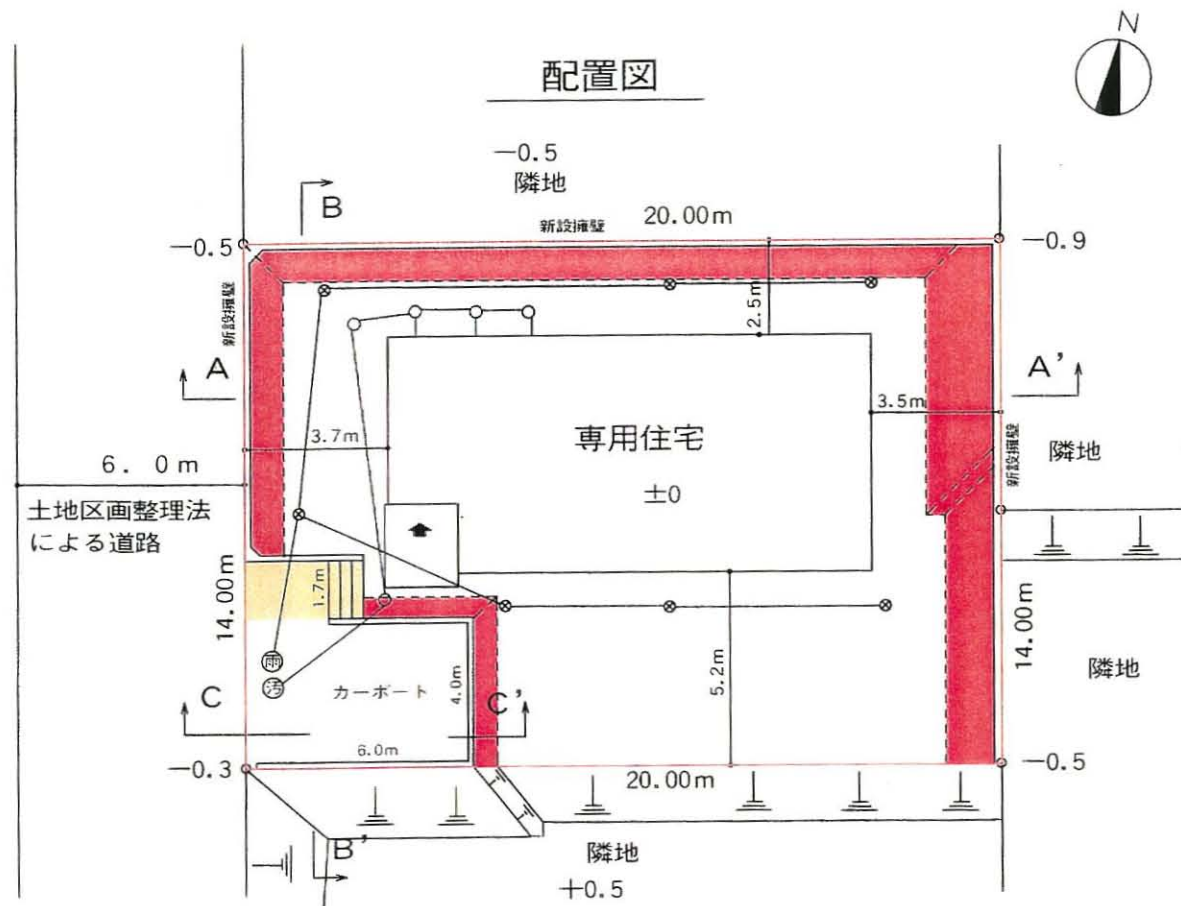 N
配置図
−0.5
隣地
B
新設擁壁
20.00m
−0.5
−0.9
新設擁壁
2.5m
A
A'
3.5m
3.7m
専用住宅
±0
新設擁壁
隣地
6.0m
土地区画整理法
による道路
1.7m
14.00m
14.00m
雨
汚
カーポート
4.0m
5.2m
隣地
C
C'
6.0m
−0.3
20.00m
−0.5
B'
隣地
+0.5